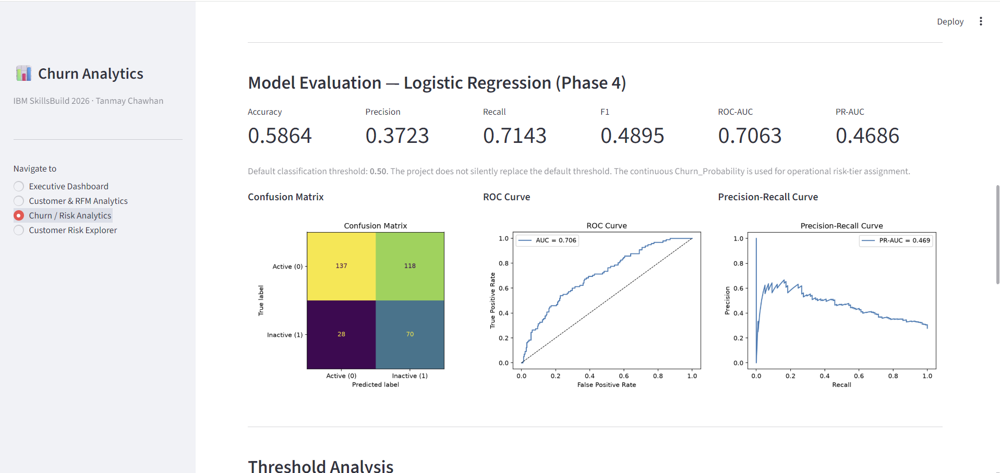 Deploy
Churn Analytics
IBM SkillsBuild 2026 · Tanmay Chawhan
Navigate to
Executive Dashboard
Customer & RFM Analytics
Churn / Risk Analytics
Customer Risk Explorer
Model Evaluation — Logistic Regression (Phase 4)
Accuracy Precision Recall F1 ROC-AUC PR-AUC
0.5864 0.3723 0.7143 0.4895 0.7063 0.4686
Default classification threshold: 0.50. The project does not silently replace the default threshold. The continuous Churn_Probability is used for operational risk-tier assignment.
Confusion Matrix
Confusion Matrix
True label
Active (0)
Inactive (1)
137 118
28 70
Active (0) Inactive (1)
Predicted label
ROC Curve
ROC Curve
AUC = 0.706
True Positive Rate
1.0
0.8
0.6
0.4
0.2
0.0
0.0 0.2 0.4 0.6 0.8 1.0
False Positive Rate
Precision-Recall Curve
Precision-Recall Curve
PR-AUC = 0.469
Precision
1.0
0.8
0.6
0.4
0.2
0.0
0.0 0.2 0.4 0.6 0.8 1.0
Recall
Threshold Analysis